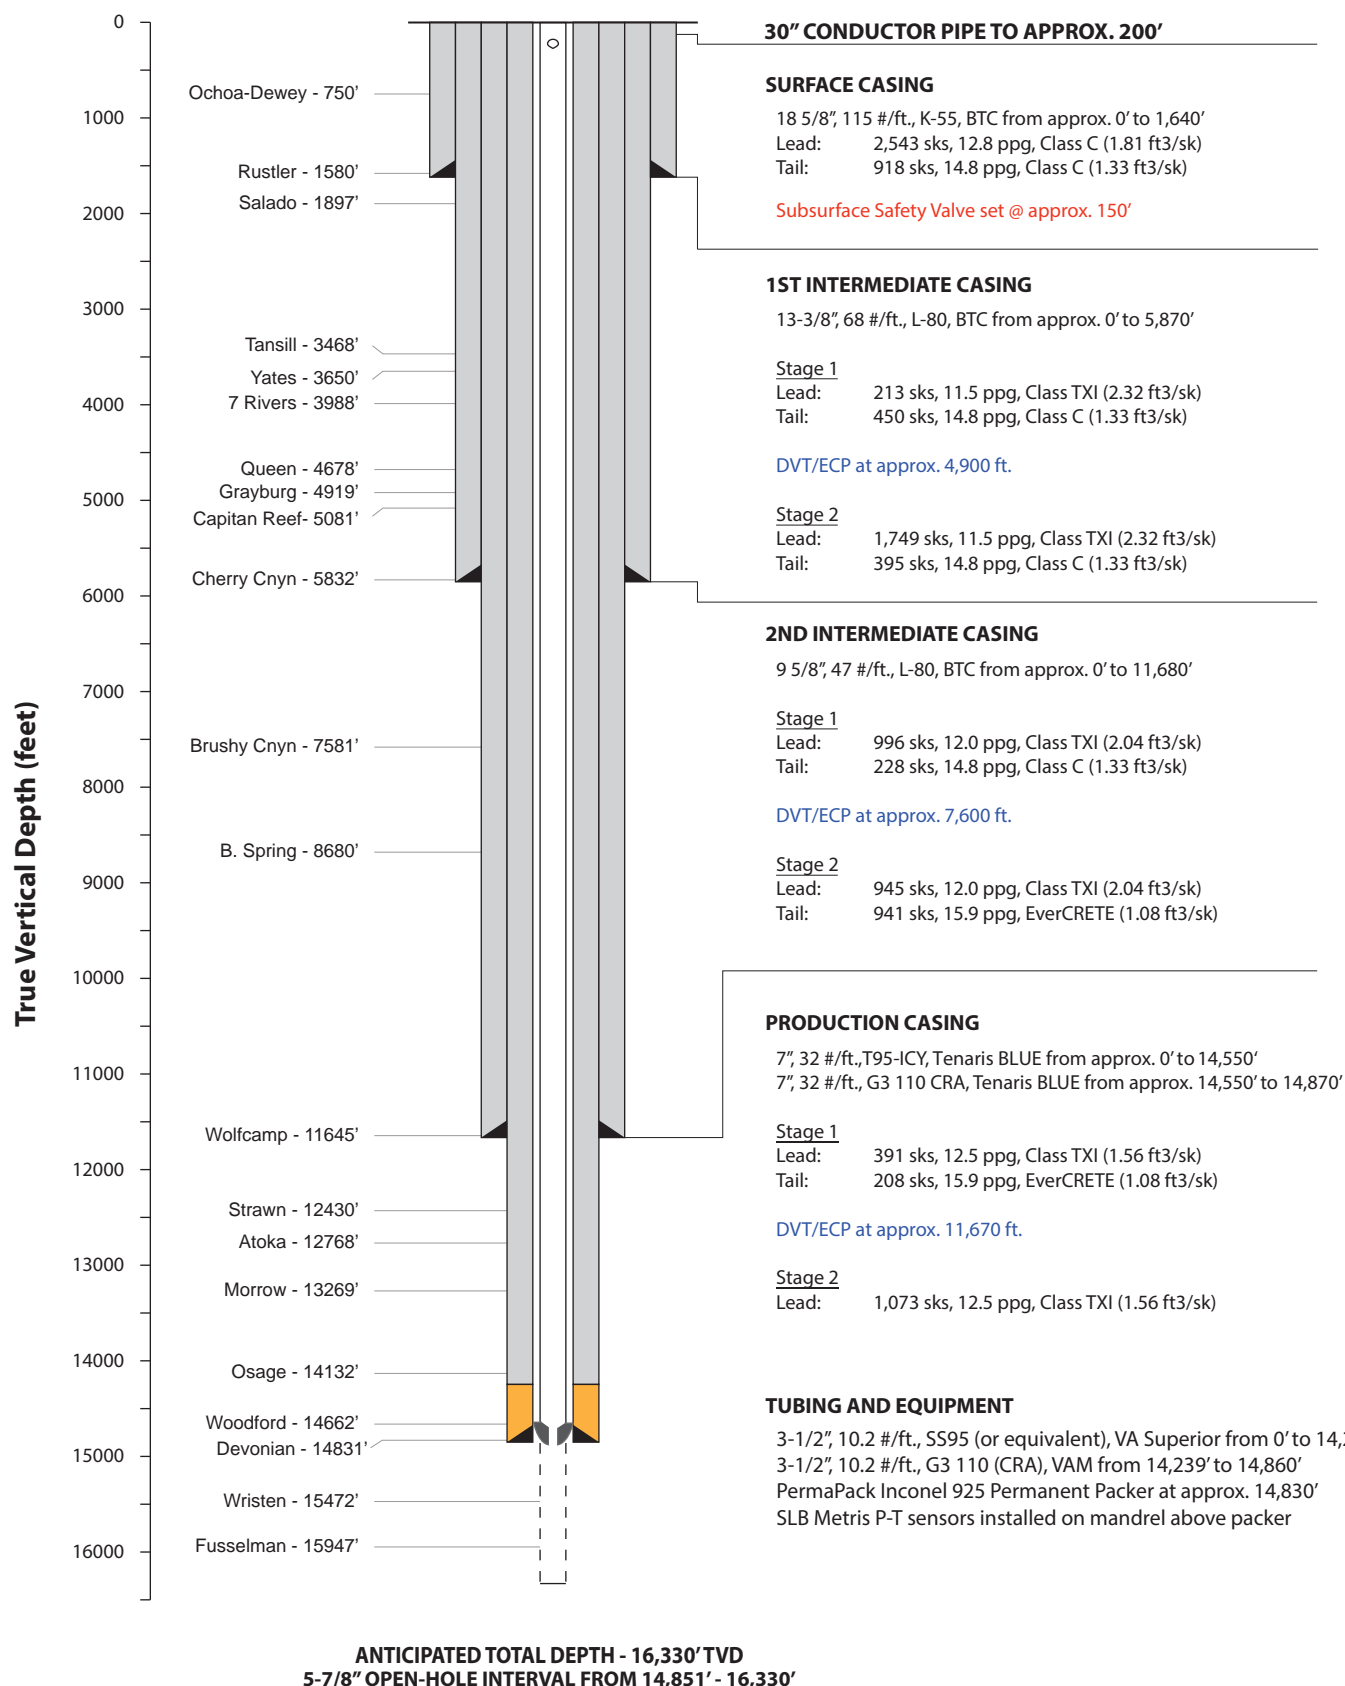 True Vertical Depth (feet)
0
1000
2000
3000
4000
5000
6000
7000
8000
9000
10000
11000
12000
13000
14000
15000
16000
Ochoa-Dewey - 750’
Rustler - 1580’
Salado - 1897’
Tansill - 3468’
Yates - 3650’
7 Rivers - 3988’
Queen - 4678’
Grayburg - 4919’
Capitan Reef- 5081’
Cherry Cnyn - 5832’
Brushy Cnyn - 7581’
B. Spring - 8680’
Wolfcamp - 11645’
Strawn - 12430’
Atoka - 12768’
Morrow - 13269’
Osage - 14132’
Woodford - 14662’
Devonian - 14831’
Wristen - 15472’
Fusselman - 15947’
30” CONDUCTOR PIPE TO APPROX. 200’
SURFACE CASING
18 5/8”, 115 #/ft., K-55, BTC from approx. 0’ to 1,640’
Lead: 2,543 sks, 12.8 ppg, Class C (1.81 ft3/sk)
Tail: 918 sks, 14.8 ppg, Class C (1.33 ft3/sk)
Subsurface Safety Valve set @ approx. 150’
1ST INTERMEDIATE CASING
13-3/8”, 68 #/ft., L-80, BTC from approx. 0’ to 5,870’
Stage 1
Lead: 213 sks, 11.5 ppg, Class TXI (2.32 ft3/sk)
Tail: 450 sks, 14.8 ppg, Class C (1.33 ft3/sk)
DVT/ECP at approx. 4,900 ft.
Stage 2
Lead: 1,749 sks, 11.5 ppg, Class TXI (2.32 ft3/sk)
Tail: 395 sks, 14.8 ppg, Class C (1.33 ft3/sk)
2ND INTERMEDIATE CASING
9 5/8”, 47 #/ft., L-80, BTC from approx. 0’ to 11,680’
Stage 1
Lead: 996 sks, 12.0 ppg, Class TXI (2.04 ft3/sk)
Tail: 228 sks, 14.8 ppg, Class C (1.33 ft3/sk)
DVT/ECP at approx. 7,600 ft.
Stage 2
Lead: 945 sks, 12.0 ppg, Class TXI (2.04 ft3/sk)
Tail: 941 sks, 15.9 ppg, EverCRETE (1.08 ft3/sk)
PRODUCTION CASING
7”, 32 #/ft.,T95-ICY, Tenaris BLUE from approx. 0’ to 14,550‘
7”, 32 #/ft., G3 110 CRA, Tenaris BLUE from approx. 14,550’ to 14,870’
Stage 1
Lead: 391 sks, 12.5 ppg, Class TXI (1.56 ft3/sk)
Tail: 208 sks, 15.9 ppg, EverCRETE (1.08 ft3/sk)
DVT/ECP at approx. 11,670 ft.
Stage 2
Lead: 1,073 sks, 12.5 ppg, Class TXI (1.56 ft3/sk)
TUBING AND EQUIPMENT
3-1/2”, 10.2 #/ft., SS95 (or equivalent), VA Superior from 0’ to
3-1/2”, 10.2 #/ft., G3 110 (CRA), VAM from 14,239’ to 14,860’
PermaPack Inconel 925 Permanent Packer at approx. 14,830’
SLB Metris P-T sensors installed on mandrel above packer
ANTICIPATED TOTAL DEPTH - 16,330’ TVD
5-7/8” OPEN-HOLE INTERVAL FROM 14,851’ - 16,330’